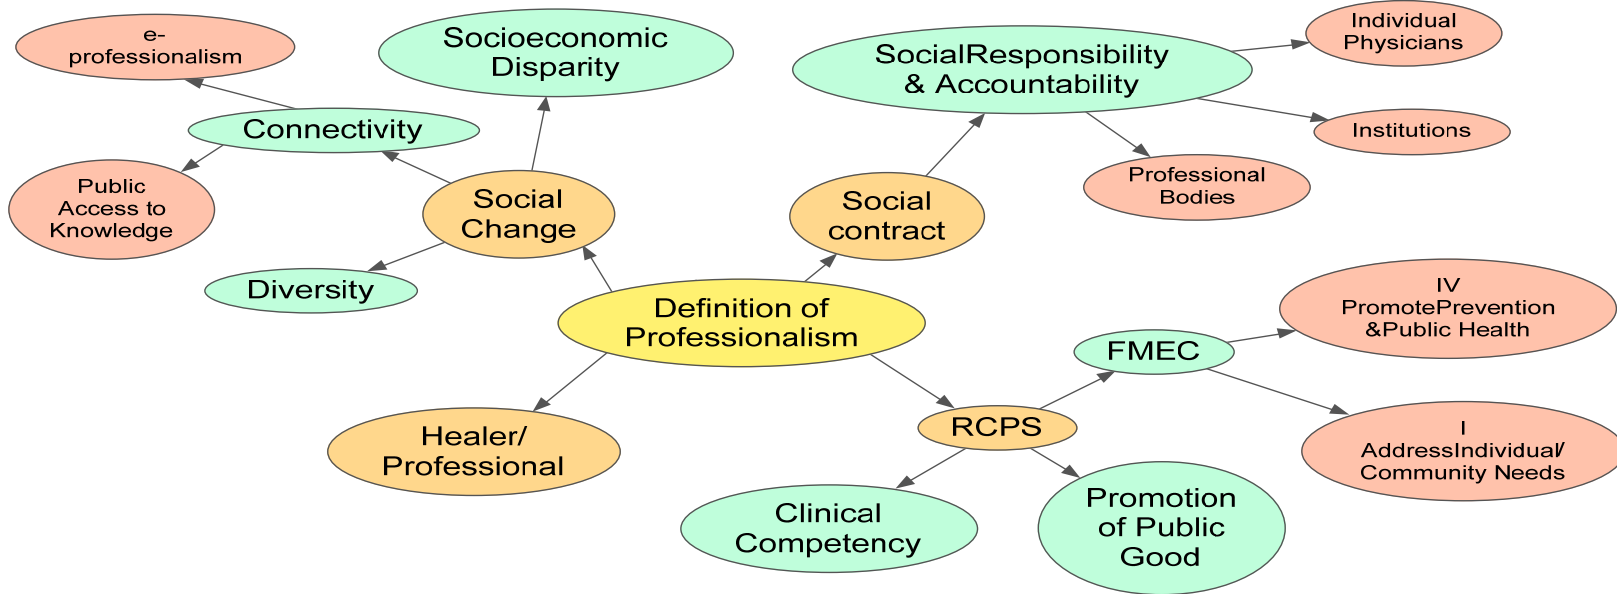 e-
professionalism
Socioeconomic
Disparity
SocialResponsibility
& Accountability
Individual
Physicians
Connectivity
Institutions
Public
Access to
Knowledge
Social
Change
Social
contract
Professional
Bodies
Diversity
Definition of
Professionalism
IV
PromotePrevention
&Public Health
FMEC
Healer/
Professional
RCPS
I
AddressIndividual/
Community Needs
Clinical
Competency
Promotion
of Public
Good